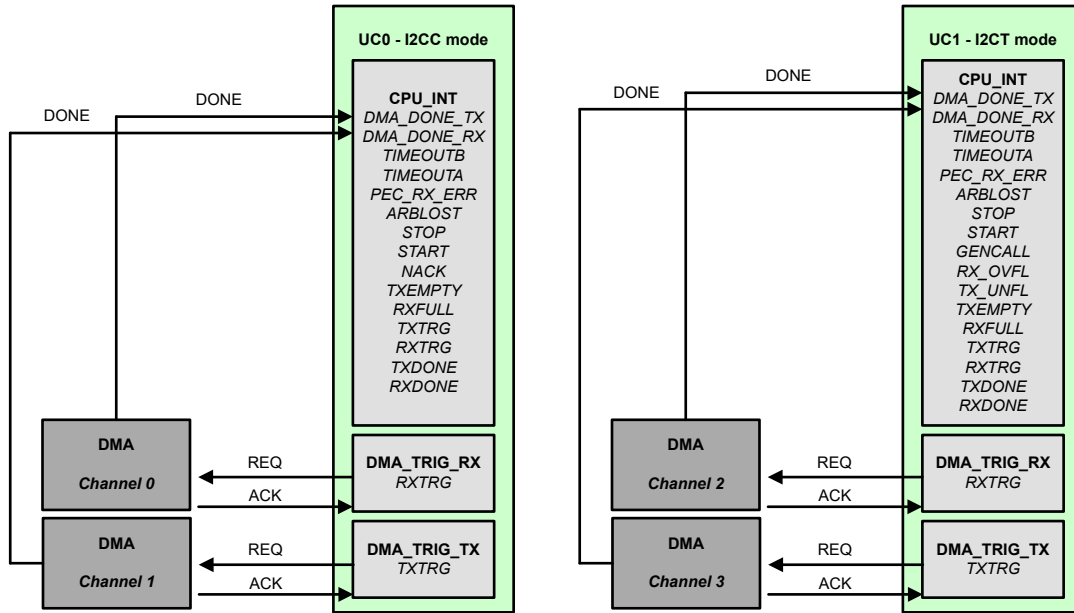 UC0 - I2CC mode
DONE
DONE
CPU_INT
DMA_DONE_TX
DMA_DONE_RX
TIMEOUTB
TIMEOUTA
PEC_RX_ERR
ARBLOST
STOP
START
NACK
TXEMPTY
RXFULL
TXTRG
RXTRG
TXDONE
RXDONE
DMA
Channel 0
REQ
ACK
DMA_TRIG_RX
RXTRG
DMA
Channel 1
REQ
ACK
DMA_TRIG_TX
TXTRG
UC1 - I2CT mode
DONE
DONE
CPU_INT
DMA_DONE_TX
DMA_DONE_RX
TIMEOUTB
TIMEOUTA
PEC_RX_ERR
ARBLOST
STOP
START
GENCALL
RX_OVFL
TX_UNFL
TXEMPTY
RXFULL
TXTRG
RXTRG
TXDONE
RXDONE
DMA
Channel 2
REQ
ACK
DMA_TRIG_RX
RXTRG
DMA
Channel 3
REQ
ACK
DMA_TRIG_TX
TXTRG